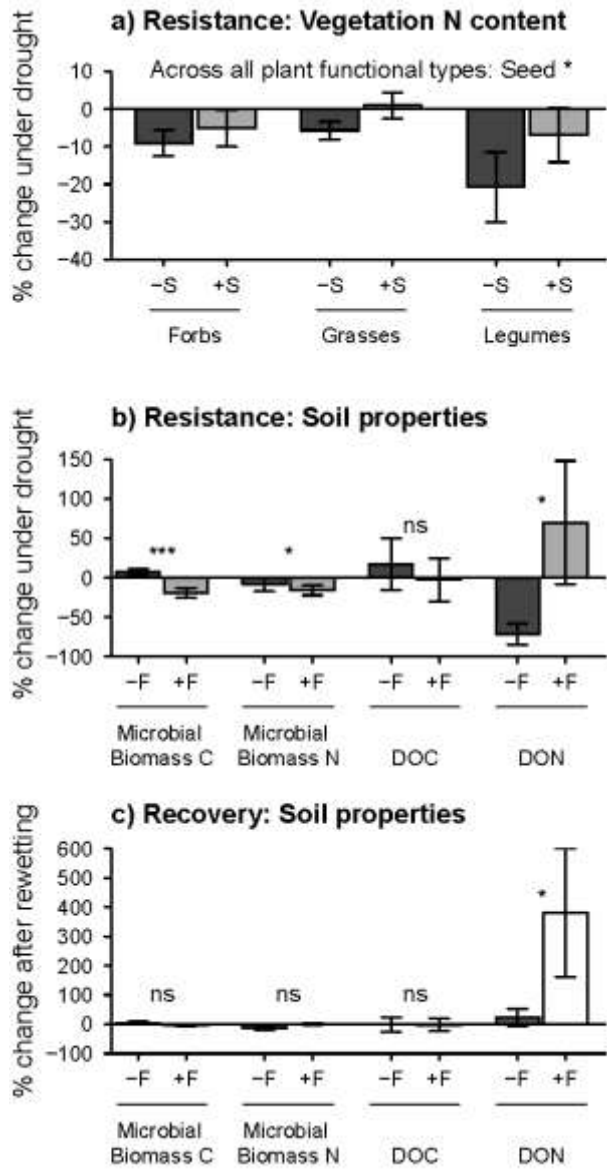 a) Resistance: Vegetation N content
Across all plant functional types: Seed *
% change under drought
10
0
−10
−20
−30
−40
−S +S −S +S −S +S
Forbs Grasses Legumes
b) Resistance: Soil properties
% change under drought
150
100
50
0
−50
−100
*** * ns *
−F +F −F +F −F +F −F +F
Microbial Microbial
Biomass C Biomass N DOC DON
c) Recovery: Soil properties
% change after rewetting
600
500
400
300
200
100
0
−100
ns ns ns *
−F +F −F +F −F +F −F +F
Microbial Microbial
Biomass C Biomass N DOC DON